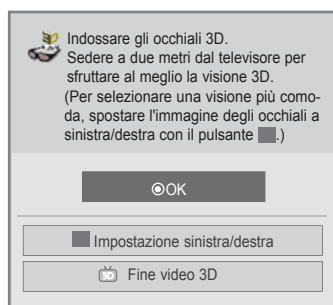 Indossare gli occhiali 3D.
Sedere a due metri dal televisore per
sfruttare al meglio la visione 3D.
(Per selezionare una visione più como-
da, spostare l'immagine degli occhiali a
sinistra/destra con il pulsante .)
OK
Impostazione sinistra/destra
3D Fine video 3D